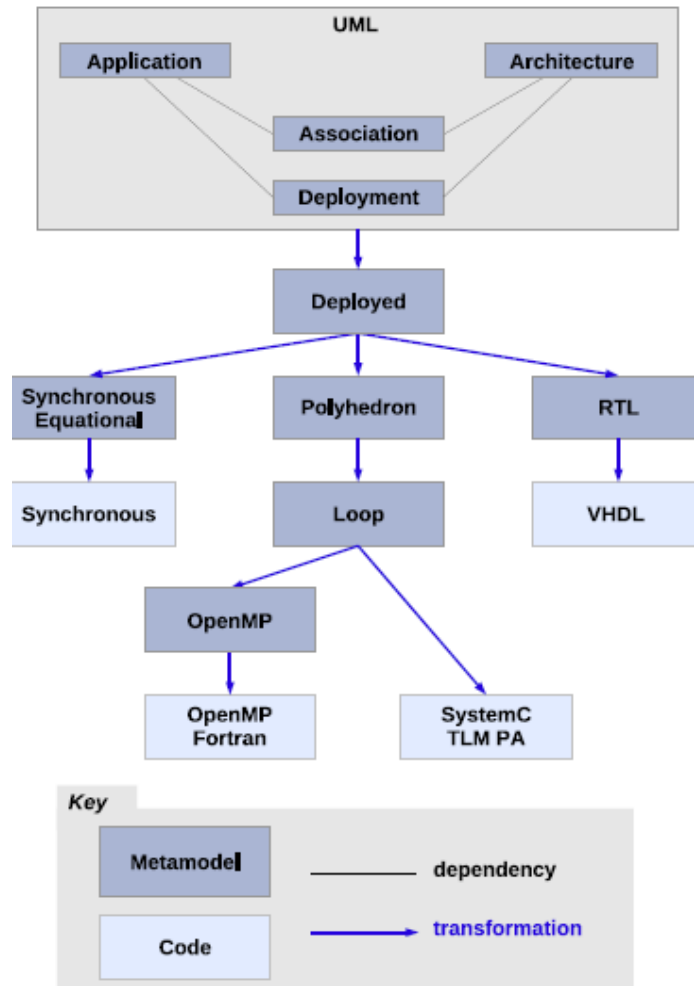 UML
Application
Architecture
Association
Deployment
Deployed
Synchronous
Equational
Polyhedron
RTL
Synchronous
Loop
VHDL
OpenMP
OpenMP
Fortran
SystemC
TLM PA
Key
Metamodel
dependency
Code
transformation